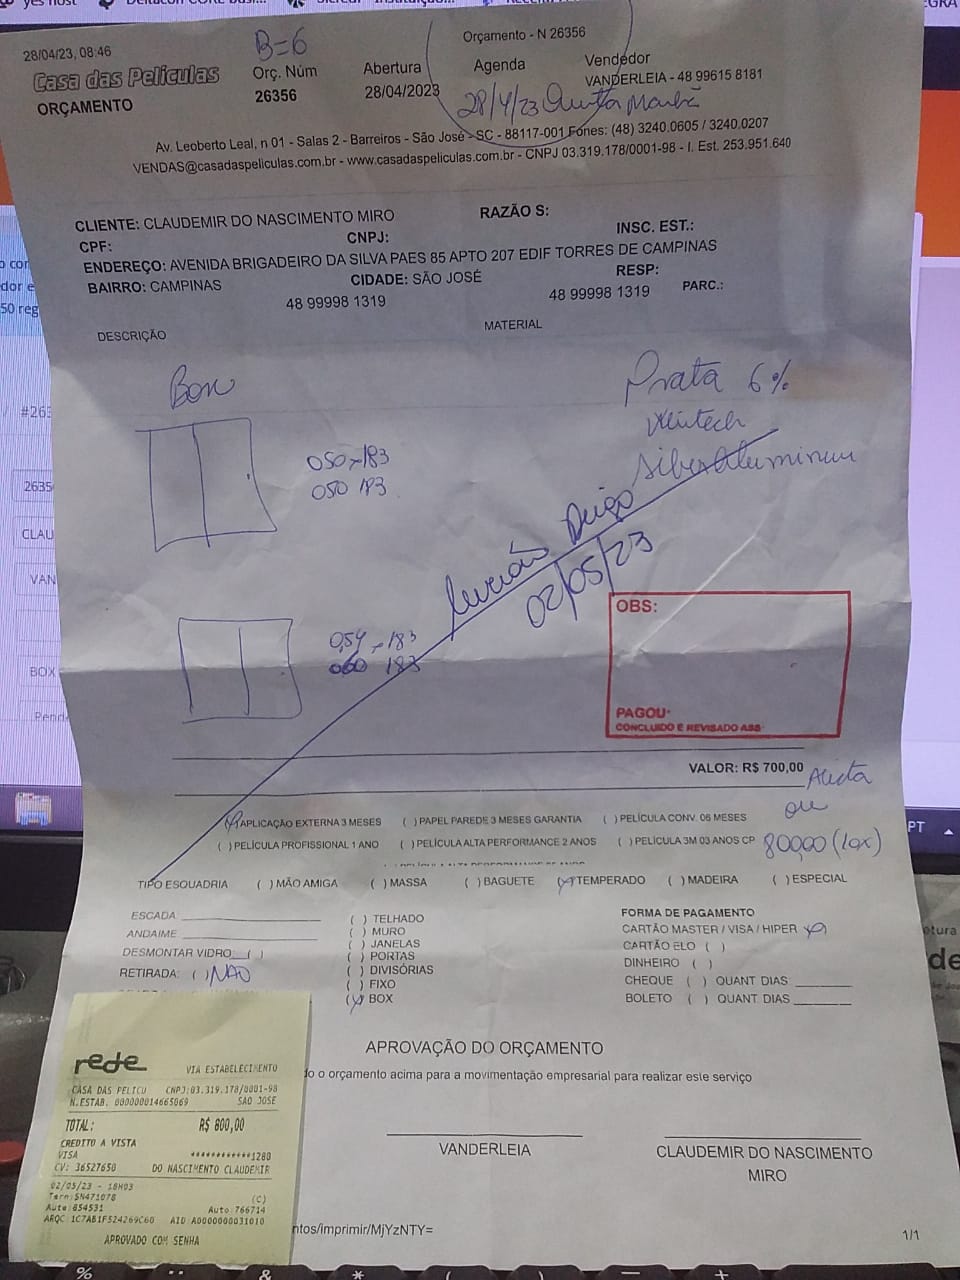 28/04/23, 08:46
B=6
Orçamento - N 26356
Casa das Películas
ORÇAMENTO
Orç. Núm
26356
Abertura
28/04/2023
Agenda
28/4/23
Vendedor
VANDERLEIA - 48 99615 8181
Av. Leoberto Leal, n 01 - Salas 2 - Barreiros - São José - SC - 88117-001 Fones: (48) 3240.0605 / 3240.0207
VENDAS@casadaspeliculas.com.br - www.casadaspeliculas.com.br - CNPJ 03.319.178/0001-98 - I. Est. 253.951.640
CLIENTE: CLAUDEMIR DO NASCIMENTO MIRO
RAZÃO S:
CPF:
CNPJ:
INSC. EST.:
ENDEREÇO: AVENIDA BRIGADEIRO DA SILVA PAES 85 APTO 207 EDIF TORRES DE CAMPINAS
BAIRRO: CAMPINAS
CIDADE: SÃO JOSÉ
RESP:
PARC.:
48 99998 1319
48 99998 1319
DESCRIÇÃO
MATERIAL
Box
Prata 6%
050 - 183
050 183
02/05/23
0,54 - 183
060 183
OBS:
PAGOU:
CONCLUIDO E REVISADO ASS:
VALOR: R$ 700,00
Avista
ou
800,00 (10x)
(x) APLICAÇÃO EXTERNA 3 MESES ( ) PAPEL PAREDE 3 MESES GARANTIA ( ) PELÍCULA CONV. 06 MESES
( ) PELÍCULA PROFISSIONAL 1 ANO ( ) PELÍCULA ALTA PERFORMANCE 2 ANOS ( ) PELÍCULA 3M 03 ANOS CP
TIPO ESQUADRIA ( ) MÃO AMIGA ( ) MASSA ( ) BAGUETE (x) TEMPERADO ( ) MADEIRA ( ) ESPECIAL
ESCADA
ANDAIME
DESMONTAR VIDRO ( )
RETIRADA: ( ) NÃO
( ) TELHADO
( ) MURO
( ) JANELAS
( ) PORTAS
( ) DIVISÓRIAS
( ) FIXO
(x) BOX
FORMA DE PAGAMENTO
CARTÃO MASTER / VISA / HIPER (x)
CARTÃO ELO ( )
DINHEIRO ( )
CHEQUE ( ) QUANT DIAS
BOLETO ( ) QUANT DIAS
APROVAÇÃO DO ORÇAMENTO
o orçamento acima para a movimentação empresarial para realizar este serviço
VANDERLEIA
CLAUDEMIR DO NASCIMENTO
MIRO
rede
VIA ESTABELECIMENTO
CASA DAS PELICU CNPJ:03.319.178/0001-98
N.ESTAB. 000000014665069 SAO JOSE
TOTAL: R$ 800,00
CREDITO A VISTA
VISA ************1280
CV: 36527650 DO NASCIMENTO CLAUDEMIR
02/05/23 - 18H03
Term:SN471078 (C)
Aute:854531 Auto:766714
ARQC 1C7AB1F524269C60 AID A0000000031010
APROVADO COM SENHA
ntos/imprimir/MjYzNTY=
1/1